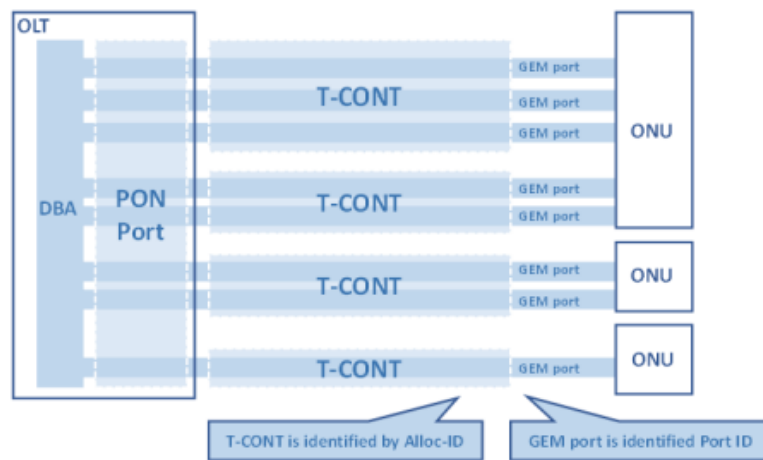 OLT
GEM port
T-CONT
GEM port
GEM port
ONU
DBA
PON
Port
GEM port
T-CONT
GEM port
GEM port
T-CONT
GEM port
ONU
T-CONT
GEM port
ONU
T-CONT is identified by Alloc-ID
GEM port is identified Port ID